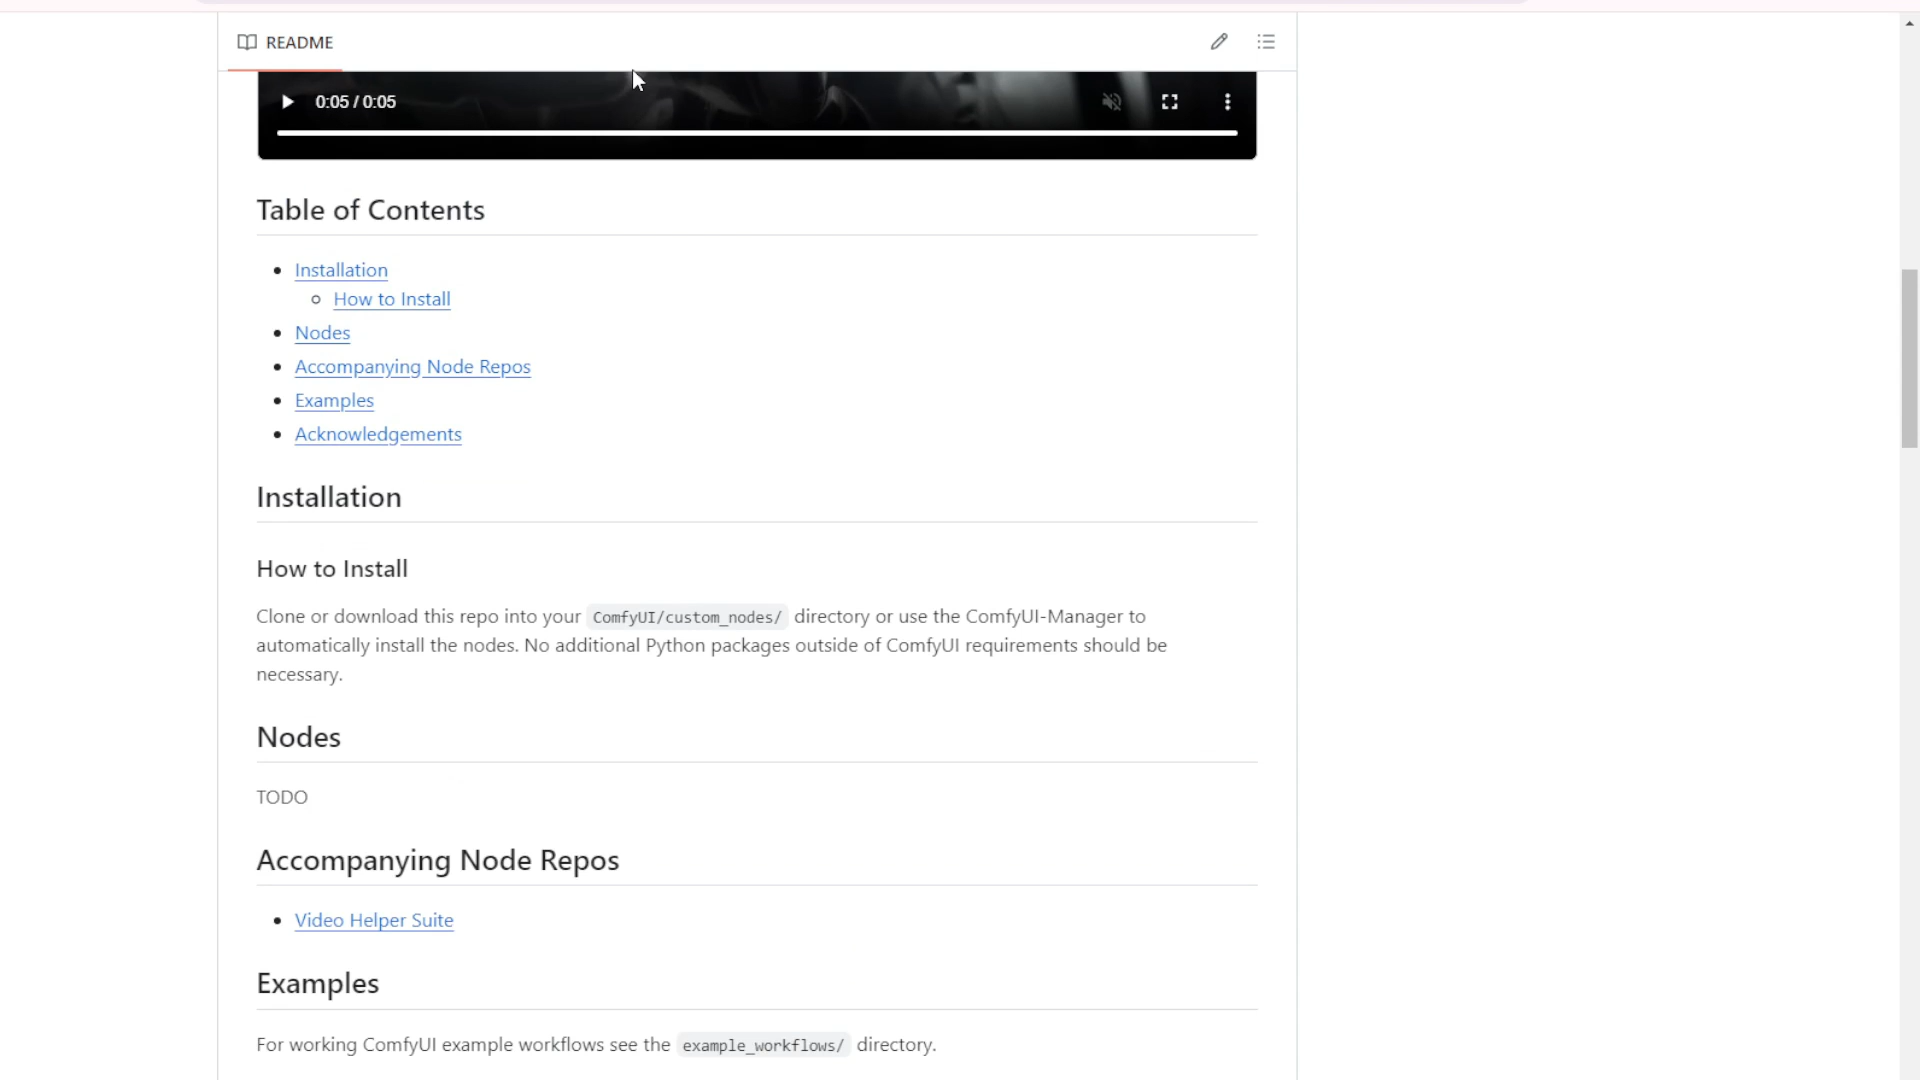 README
0:05 / 0:05
Table of Contents
Installation
How to Install
Nodes
Accompanying Node Repos
Examples
Acknowledgements
Installation
How to Install
Clone or download this repo into your ComfyUI/custom_nodes/ directory or use the ComfyUI-Manager to
automatically install the nodes. No additional Python packages outside of ComfyUI requirements should be
necessary.
Nodes
TODO
Accompanying Node Repos
Video Helper Suite
Examples
For working ComfyUI example workflows see the example_workflows/ directory.